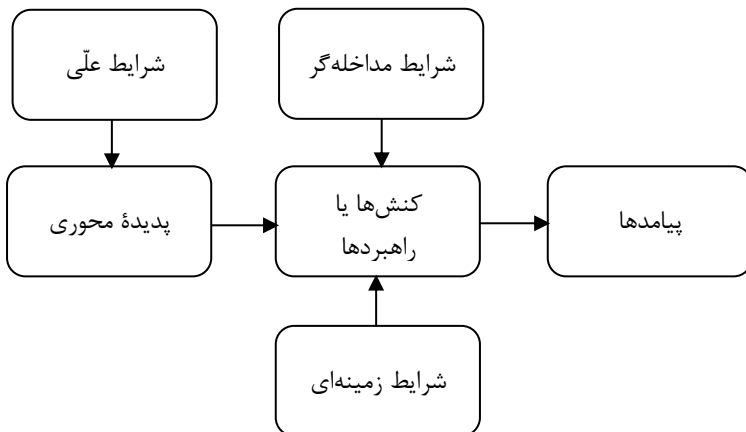 شرایط مداخله‌گر
شرایط علّی
پیامدها
کنش‌ها یا
راهبردها
پدیدهٔ محوری
شرایط زمینه‌ای